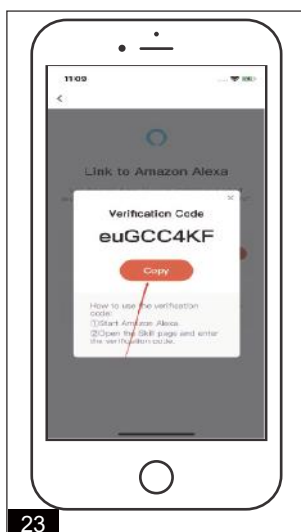 11:09
Link to Amazon Alexa
Verification Code
euGCC4KF
Copy
How to use the verification
code:
①Start Amazon Alexa.
②Open the Skill page and enter
the verification code.
23